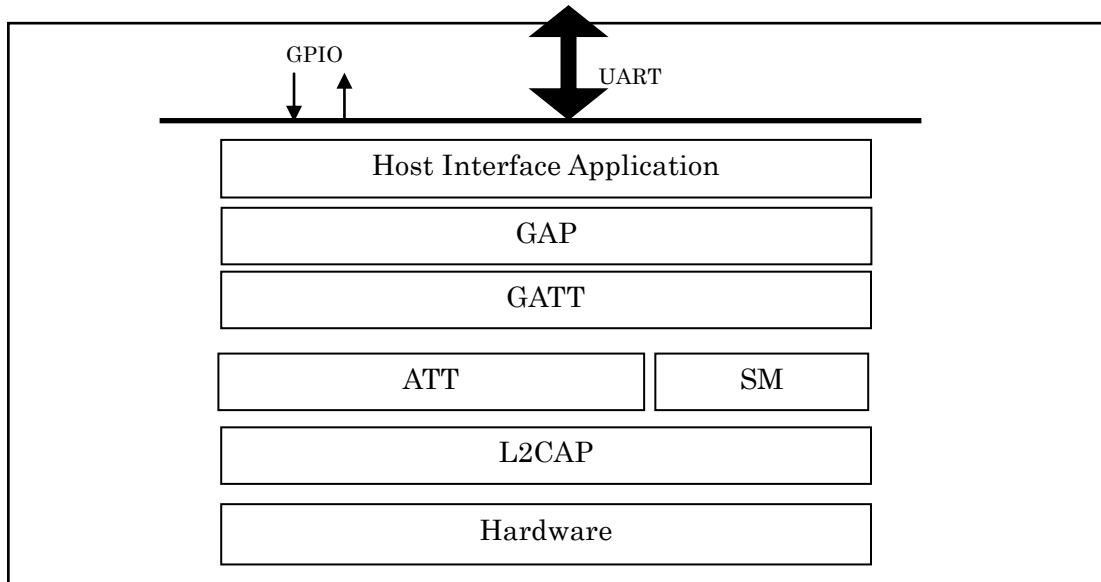 GPIO
UART
Host Interface Application
GAP
GATT
ATT
SM
L2CAP
Hardware